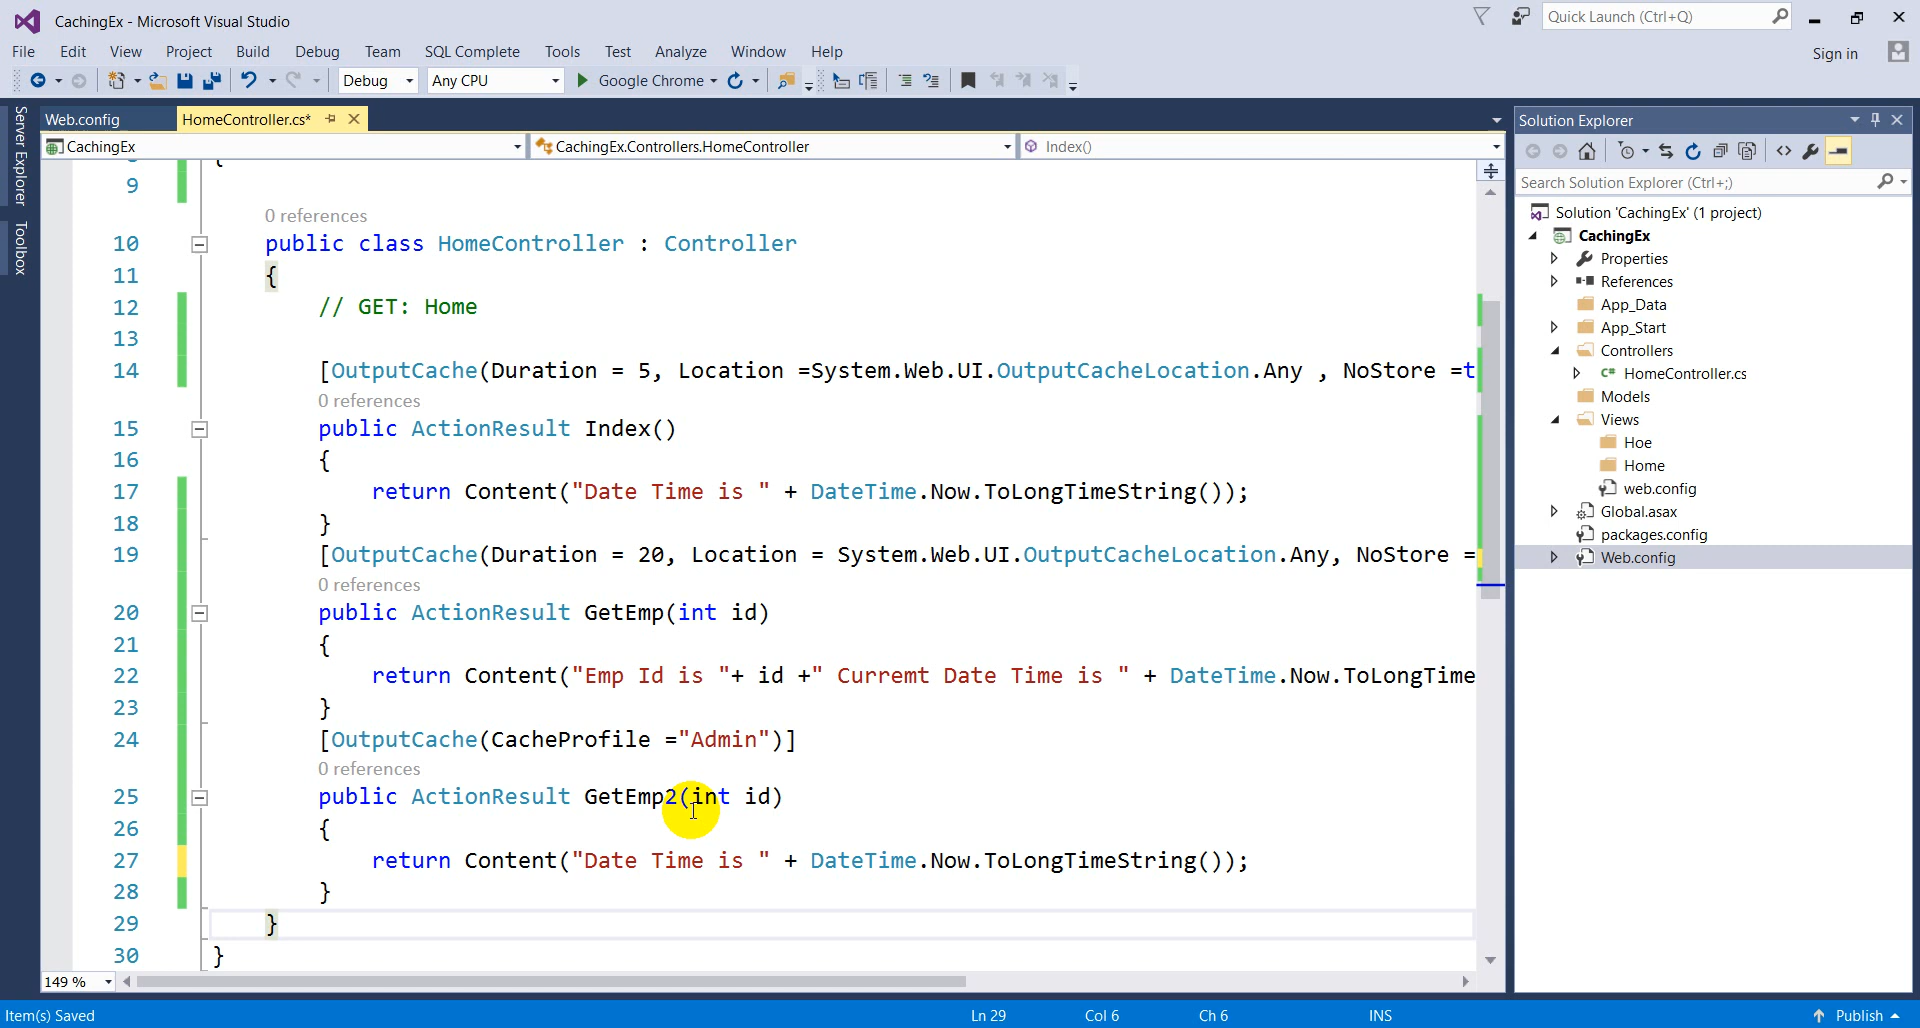 CachingEx - Microsoft Visual Studio
Quick Launch (Ctrl+Q)
File Edit View Project Build Debug Team SQL Complete Tools Test Analyze Window Help
Sign in
Debug Any CPU Google Chrome
Server Explorer
Toolbox
Web.config HomeController.cs*
CachingEx CachingEx.Controllers.HomeController Index()
{
9
0 references
10 public class HomeController : Controller
11 {
12 // GET: Home
13
14 [OutputCache(Duration = 5, Location =System.Web.UI.OutputCacheLocation.Any , NoStore =t
0 references
15 public ActionResult Index()
16 {
17 return Content("Date Time is " + DateTime.Now.ToLongTimeString());
18 }
19 [OutputCache(Duration = 20, Location = System.Web.UI.OutputCacheLocation.Any, NoStore =
0 references
20 public ActionResult GetEmp(int id)
21 {
22 return Content("Emp Id is "+ id +" Curremt Date Time is " + DateTime.Now.ToLongTime
23 }
24 [OutputCache(CacheProfile ="Admin")]
0 references
25 public ActionResult GetEmp2(int id)
26 {
27 return Content("Date Time is " + DateTime.Now.ToLongTimeString());
28 }
29 }
30 }
149 %
Solution Explorer
Search Solution Explorer (Ctrl+;)
Solution 'CachingEx' (1 project)
CachingEx
Properties
References
App_Data
App_Start
Controllers
C# HomeController.cs
Models
Views
Hoe
Home
web.config
Global.asax
packages.config
Web.config
Item(s) Saved Ln 29 Col 6 Ch 6 INS Publish